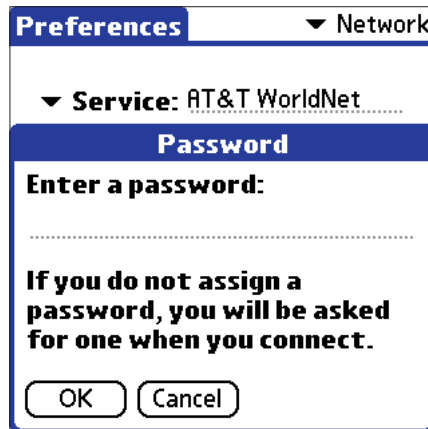 Preferences ▼ Network
▼ Service: AT&T WorldNet
Password
Enter a password:
If you do not assign a
password, you will be asked
for one when you connect.
OK Cancel